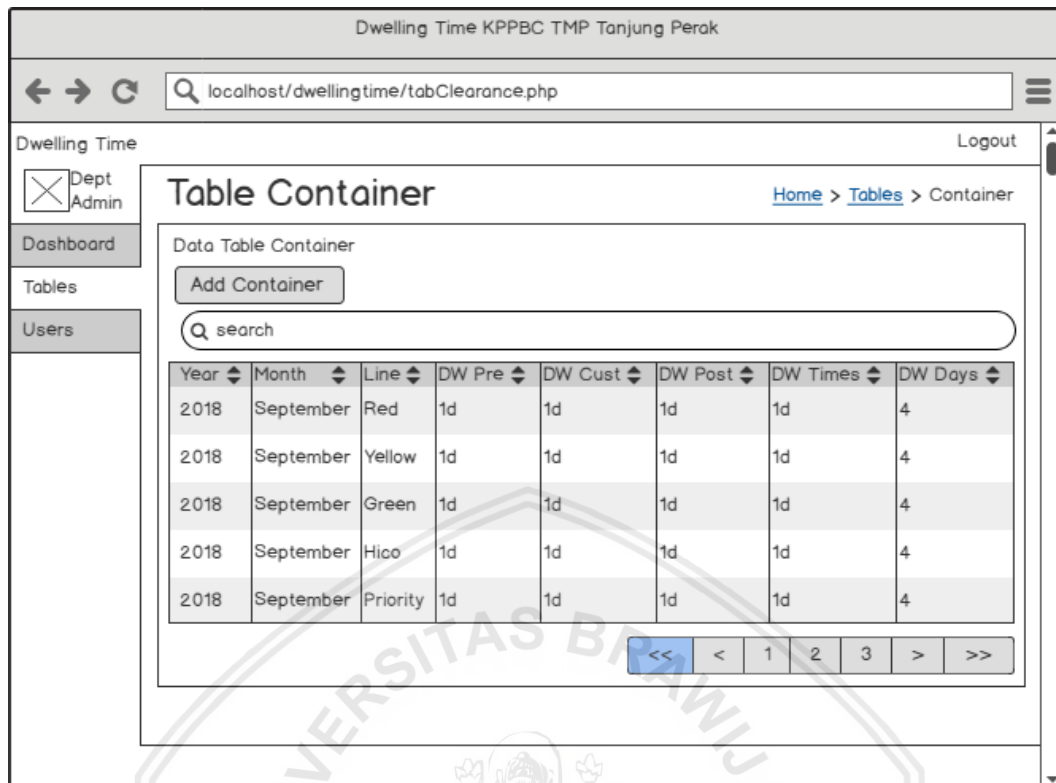 Dwelling Time KPPBC TMP Tanjung Perak
localhost/dwellingtime/tabClearance.php
Dwelling Time
Logout
Dept
Admin
Table Container
Home > Tables > Container
Dashboard
Tables
Users
Data Table Container
Add Container
search
Year Month Line DW Pre DW Cust DW Post DW Times DW Days
2018 September Red 1d 1d 1d 1d 4
2018 September Yellow 1d 1d 1d 1d 4
2018 September Green 1d 1d 1d 1d 4
2018 September Hico 1d 1d 1d 1d 4
2018 September Priority 1d 1d 1d 1d 4
<< < 1 2 3 > >>
VERSITAS BRAWIJ